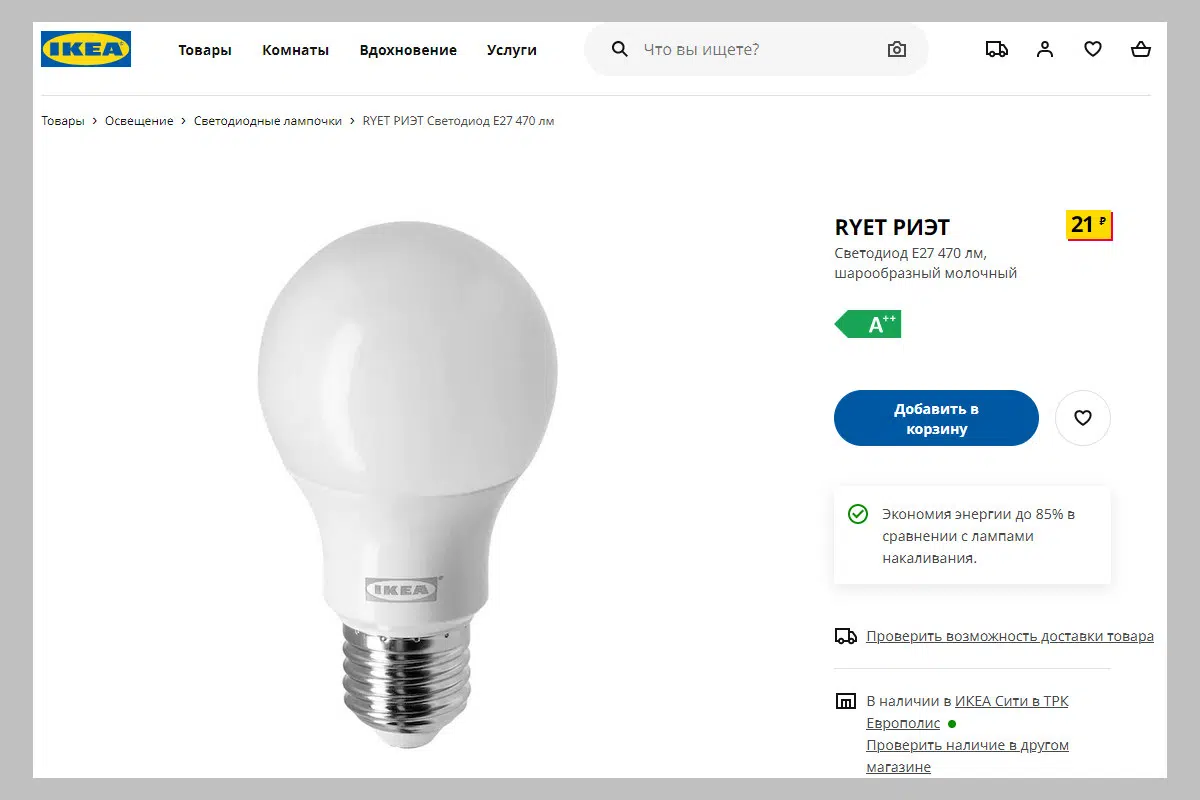 IKEA
Товары Комнаты Вдохновение Услуги
Что вы ищете?
Товары › Освещение › Светодиодные лампочки › RYET РИЭТ Светодиод E27 470 лм
RYET РИЭТ
21 ₽
Светодиод E27 470 лм,
шарообразный молочный
A++
Добавить в
корзину
Экономия энергии до 85% в
сравнении с лампами
накаливания.
IKEA
Проверить возможность доставки товара
В наличии в ИКЕА Сити в ТРК
Европолис
Проверить наличие в другом
магазине